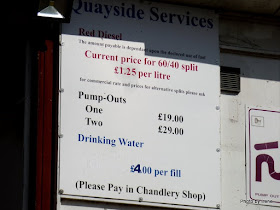 Quayside Services
Red Diesel
The amount payable is dependant upon the declared use of fuel
Current price for 60/40 split
£1.25 per litre
for commercial rate and prices for alternative splits please ask
Pump-Outs
One £19.00
Two £29.00
Drinking Water
£4.00 per fill
(Please Pay in Chandlery Shop)